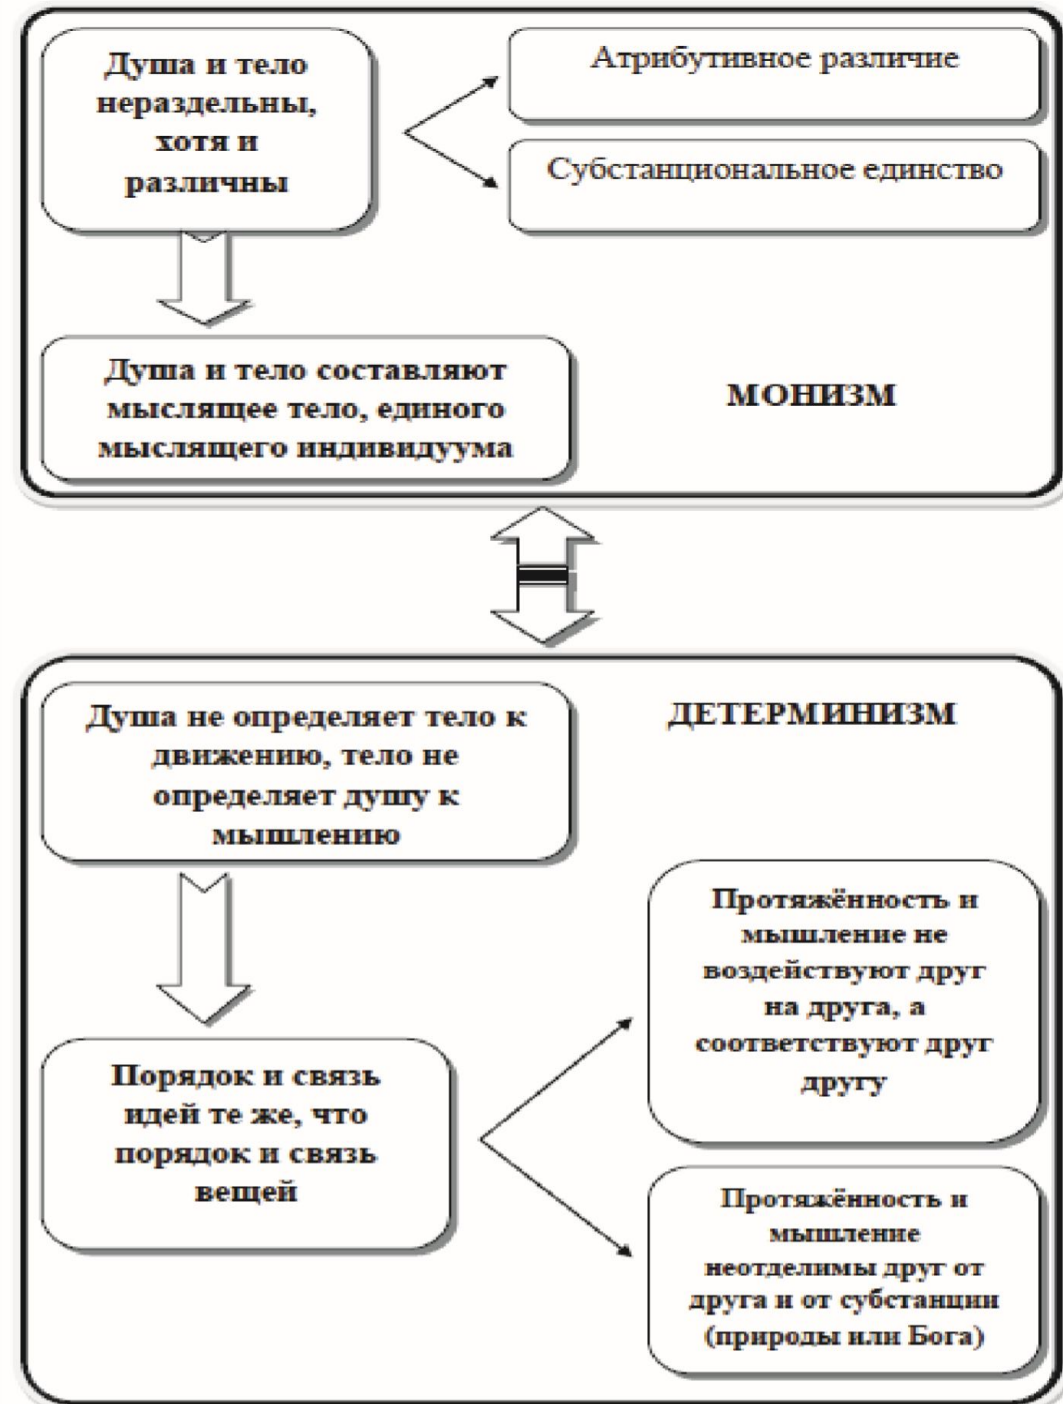 Душа и тело
нераздельны,
хотя и
различны
Атрибутивное различие
Субстанциональное единство
Душа и тело составляют
мыслящее тело, единого
мыслящего индивидуума
МОНИЗМ
Душа не определяет тело к
движению, тело не
определяет душу к
мышлению
ДЕТЕРМИНИЗМ
Порядок и связь
идей те же, что
порядок и связь
вещей
Протяжённость и
мышление не
воздействуют друг
на друга, а
соответствуют друг
другу
Протяжённость и
мышление
неотделимы друг от
друга и от субстанции
(природы или Бога)